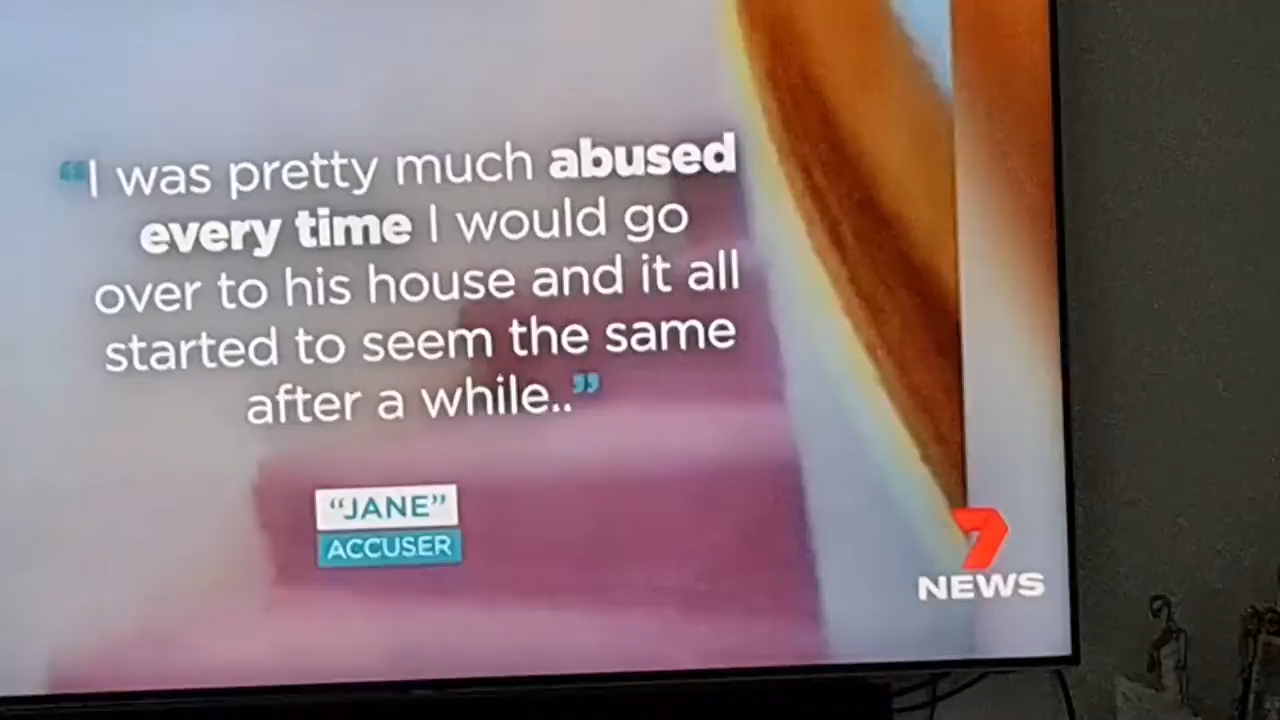 “I was pretty much abused
every time I would go
over to his house and it all
started to seem the same
after a while..”
“JANE”
ACCUSER
7
NEWS